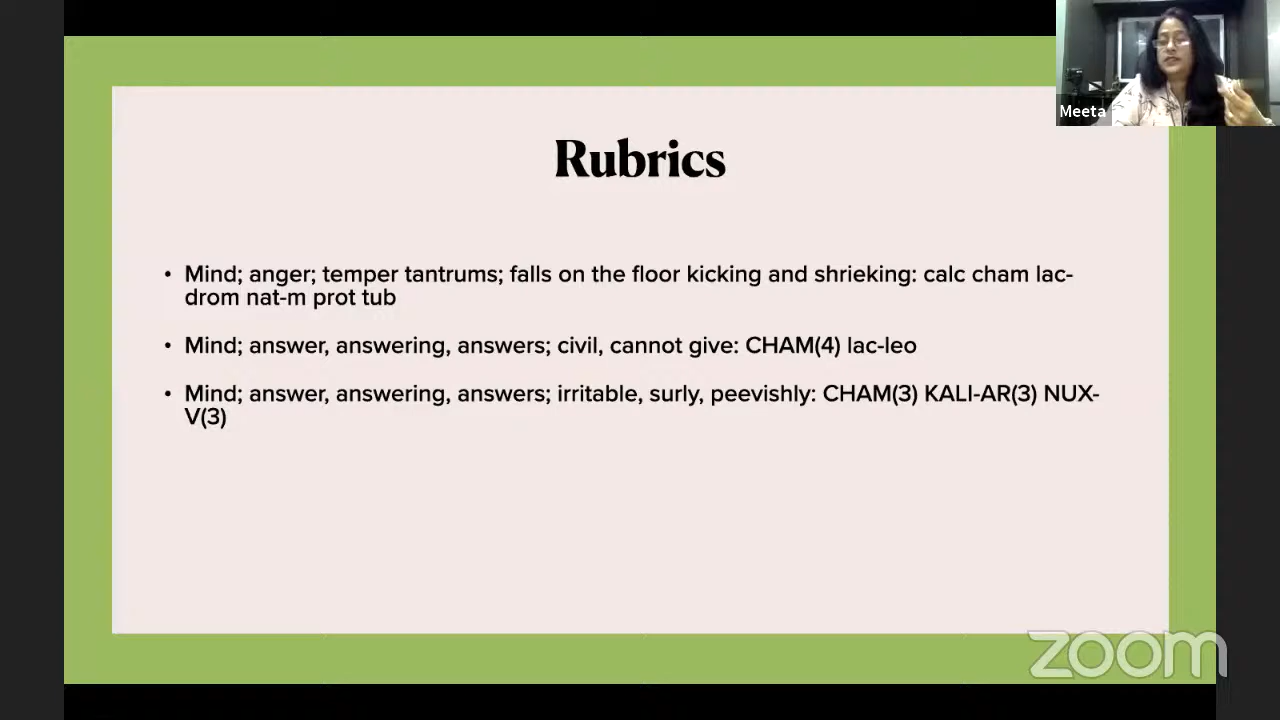 Meeta
Rubrics
• Mind; anger; temper tantrums; falls on the floor kicking and shrieking: calc cham lac-
drom nat-m prot tub
• Mind; answer, answering, answers; civil, cannot give: CHAM(4) lac-leo
• Mind; answer, answering, answers; irritable, surly, peevishly: CHAM(3) KALI-AR(3) NUX-
V(3)
zoom